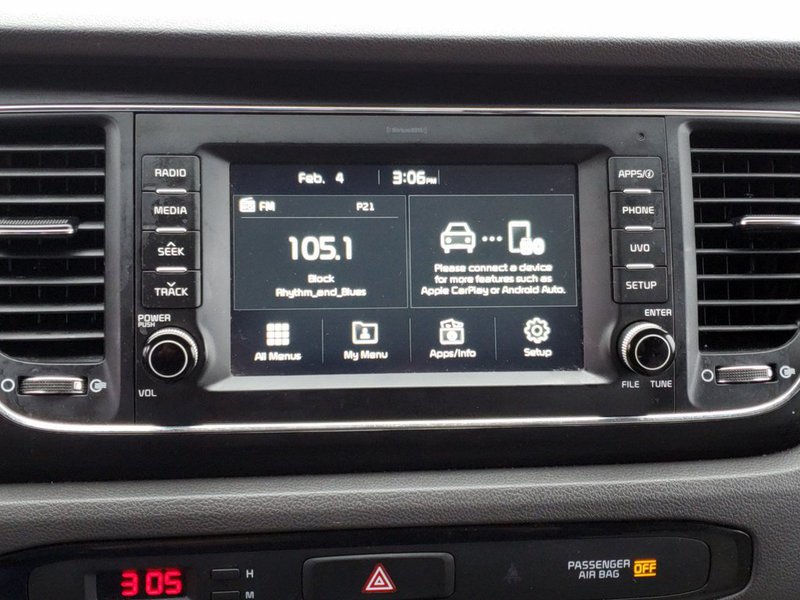 SiriusXM
RADIO
MEDIA
SEEK
TRACK
POWER
PUSH
VOL
Feb. 4 3:06PM
FM P21
105.1
Block
Rhythm_and_Blues
Please connect a device
for more features such as
Apple CarPlay or Android Auto.
All Menus My Menu Apps/Info Setup
APPS/i
PHONE
UVO
SETUP
ENTER
FILE TUNE
3:05 H
M
PASSENGER
AIR BAG OFF